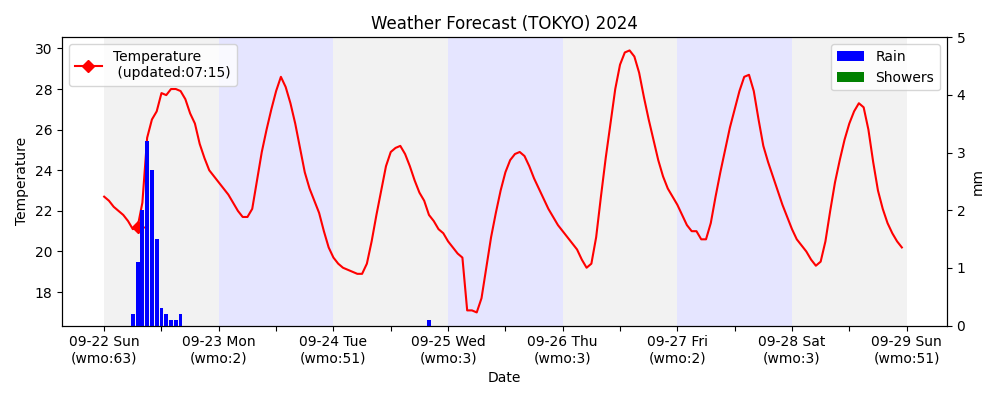 Weather Forecast (TOKYO) 2024
Temperature
(updated:07:15)
Rain
Showers
30
28
26
24
22
20
18
Temperature
5
4
3
2
1
0
mm
09-22 Sun
(wmo:63)
09-23 Mon
(wmo:2)
09-24 Tue
(wmo:51)
09-25 Wed
(wmo:3)
09-26 Thu
(wmo:3)
09-27 Fri
(wmo:2)
09-28 Sat
(wmo:3)
09-29 Sun
(wmo:51)
Date